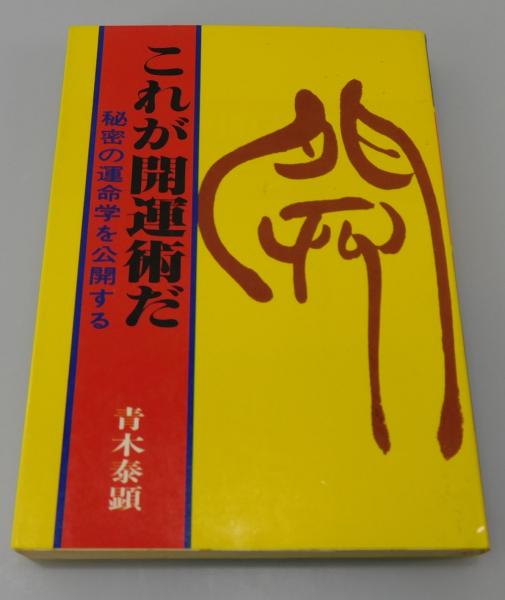 これが開運術だ
秘密の運命学を公開する
青木泰顕